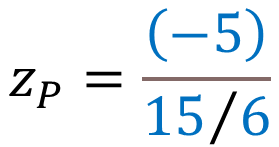 z_P = (−5) / 15/6